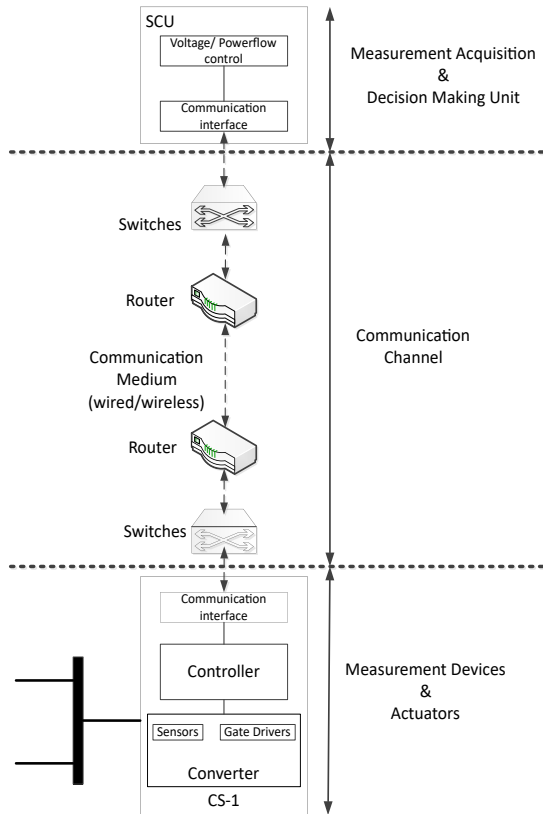 SCU
Voltage/ Powerflow
control
Communication
interface
Measurement Acquisition
&
Decision Making Unit
Switches
Router
Communication
Medium
(wired/wireless)
Router
Switches
Communication
Channel
Communication
interface
Controller
Sensors
Gate Drivers
Converter
CS-1
Measurement Devices
&
Actuators